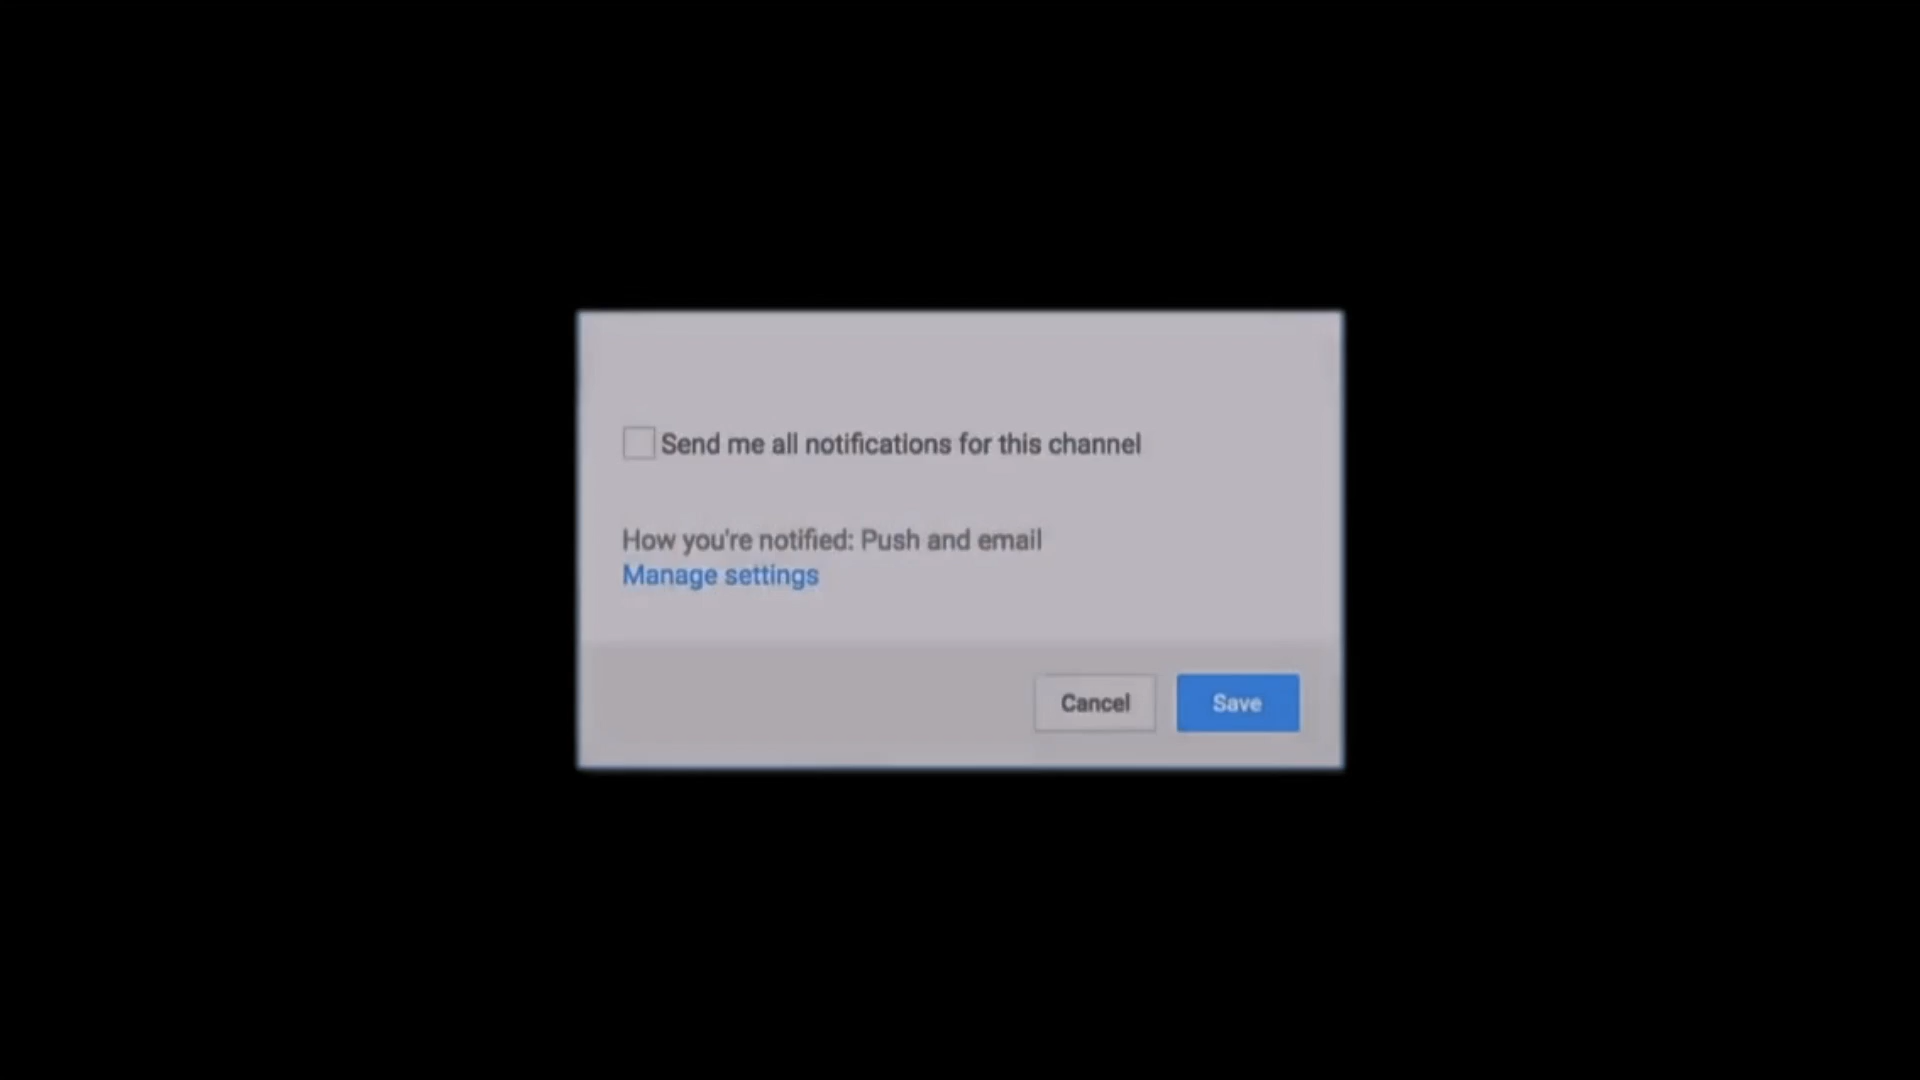 Send me all notifications for this channel
How you're notified: Push and email
Manage settings
Cancel
Save